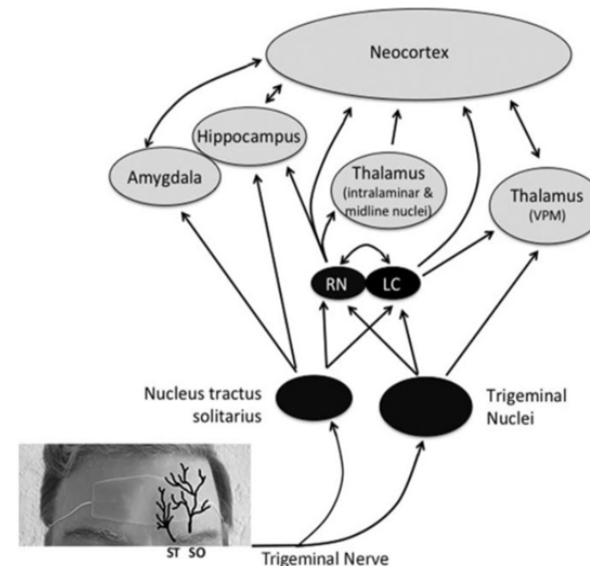 Neocortex
Hippocampus
Amygdala
Thalamus
(intralaminar &
midline nuclei)
Thalamus
(VPM)
RN
LC
Nucleus tractus
solitarius
Trigeminal
Nuclei
ST SO
Trigeminal Nerve